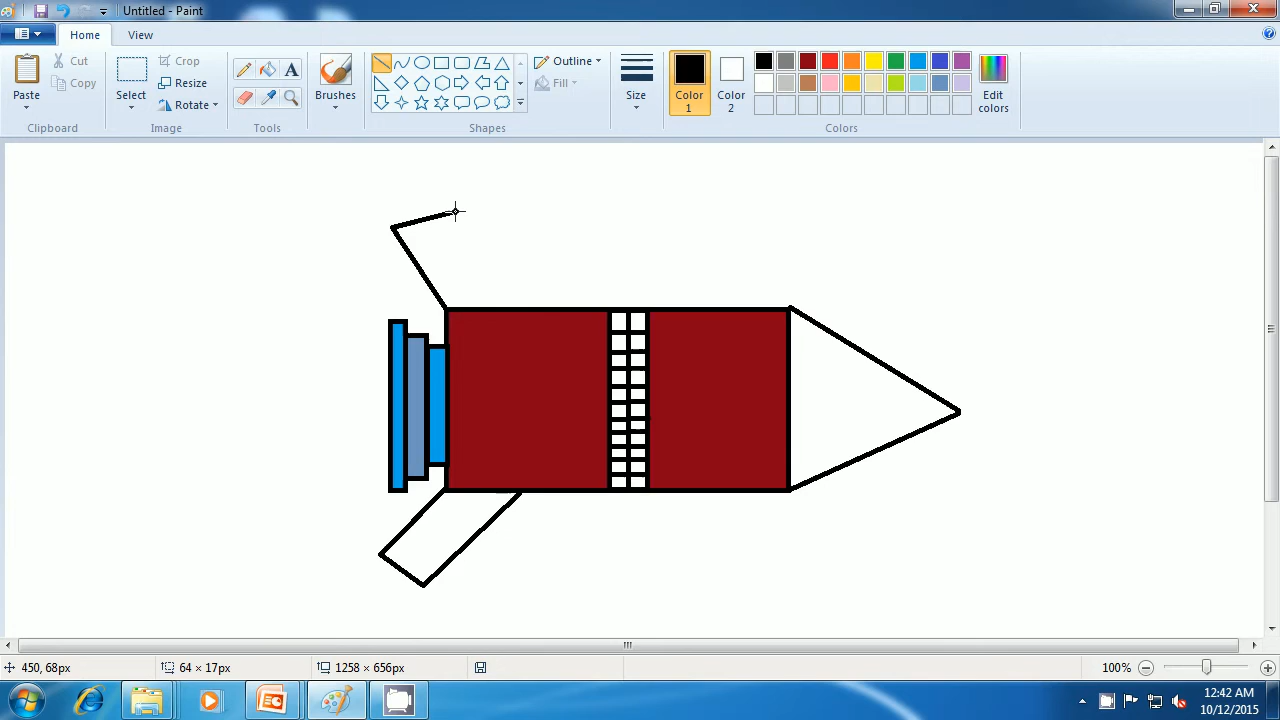 Untitled - Paint
Home View
Paste
Cut
Copy
Clipboard
Select
Crop
Resize
Rotate
Image
Tools
Brushes
Shapes
Outline
Fill
Size
Color 1
Color 2
Edit colors
Colors
450, 68px
64 × 17px
1258 × 656px
100%
12:42 AM
10/12/2015